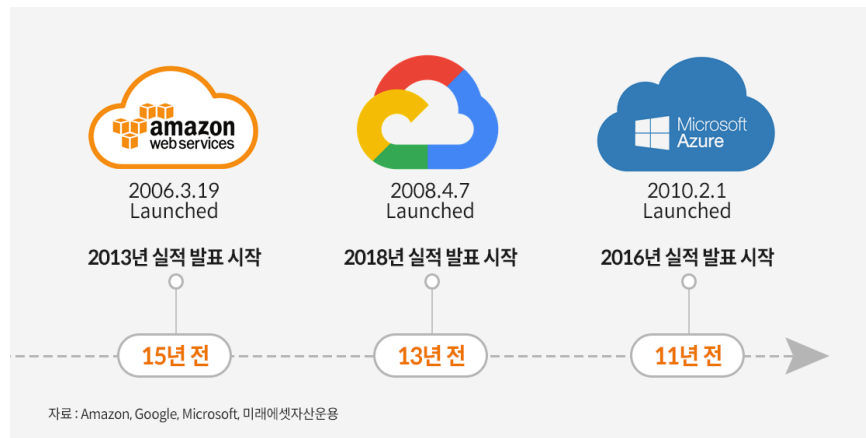 amazon
webservices
2006.3.19
Launched
2013년 실적 발표 시작
15년 전
2008.4.7
Launched
2018년 실적 발표 시작
13년 전
Microsoft
Azure
2010.2.1
Launched
2016년 실적 발표 시작
11년 전
자료 : Amazon, Google, Microsoft, 미래에셋자산운용